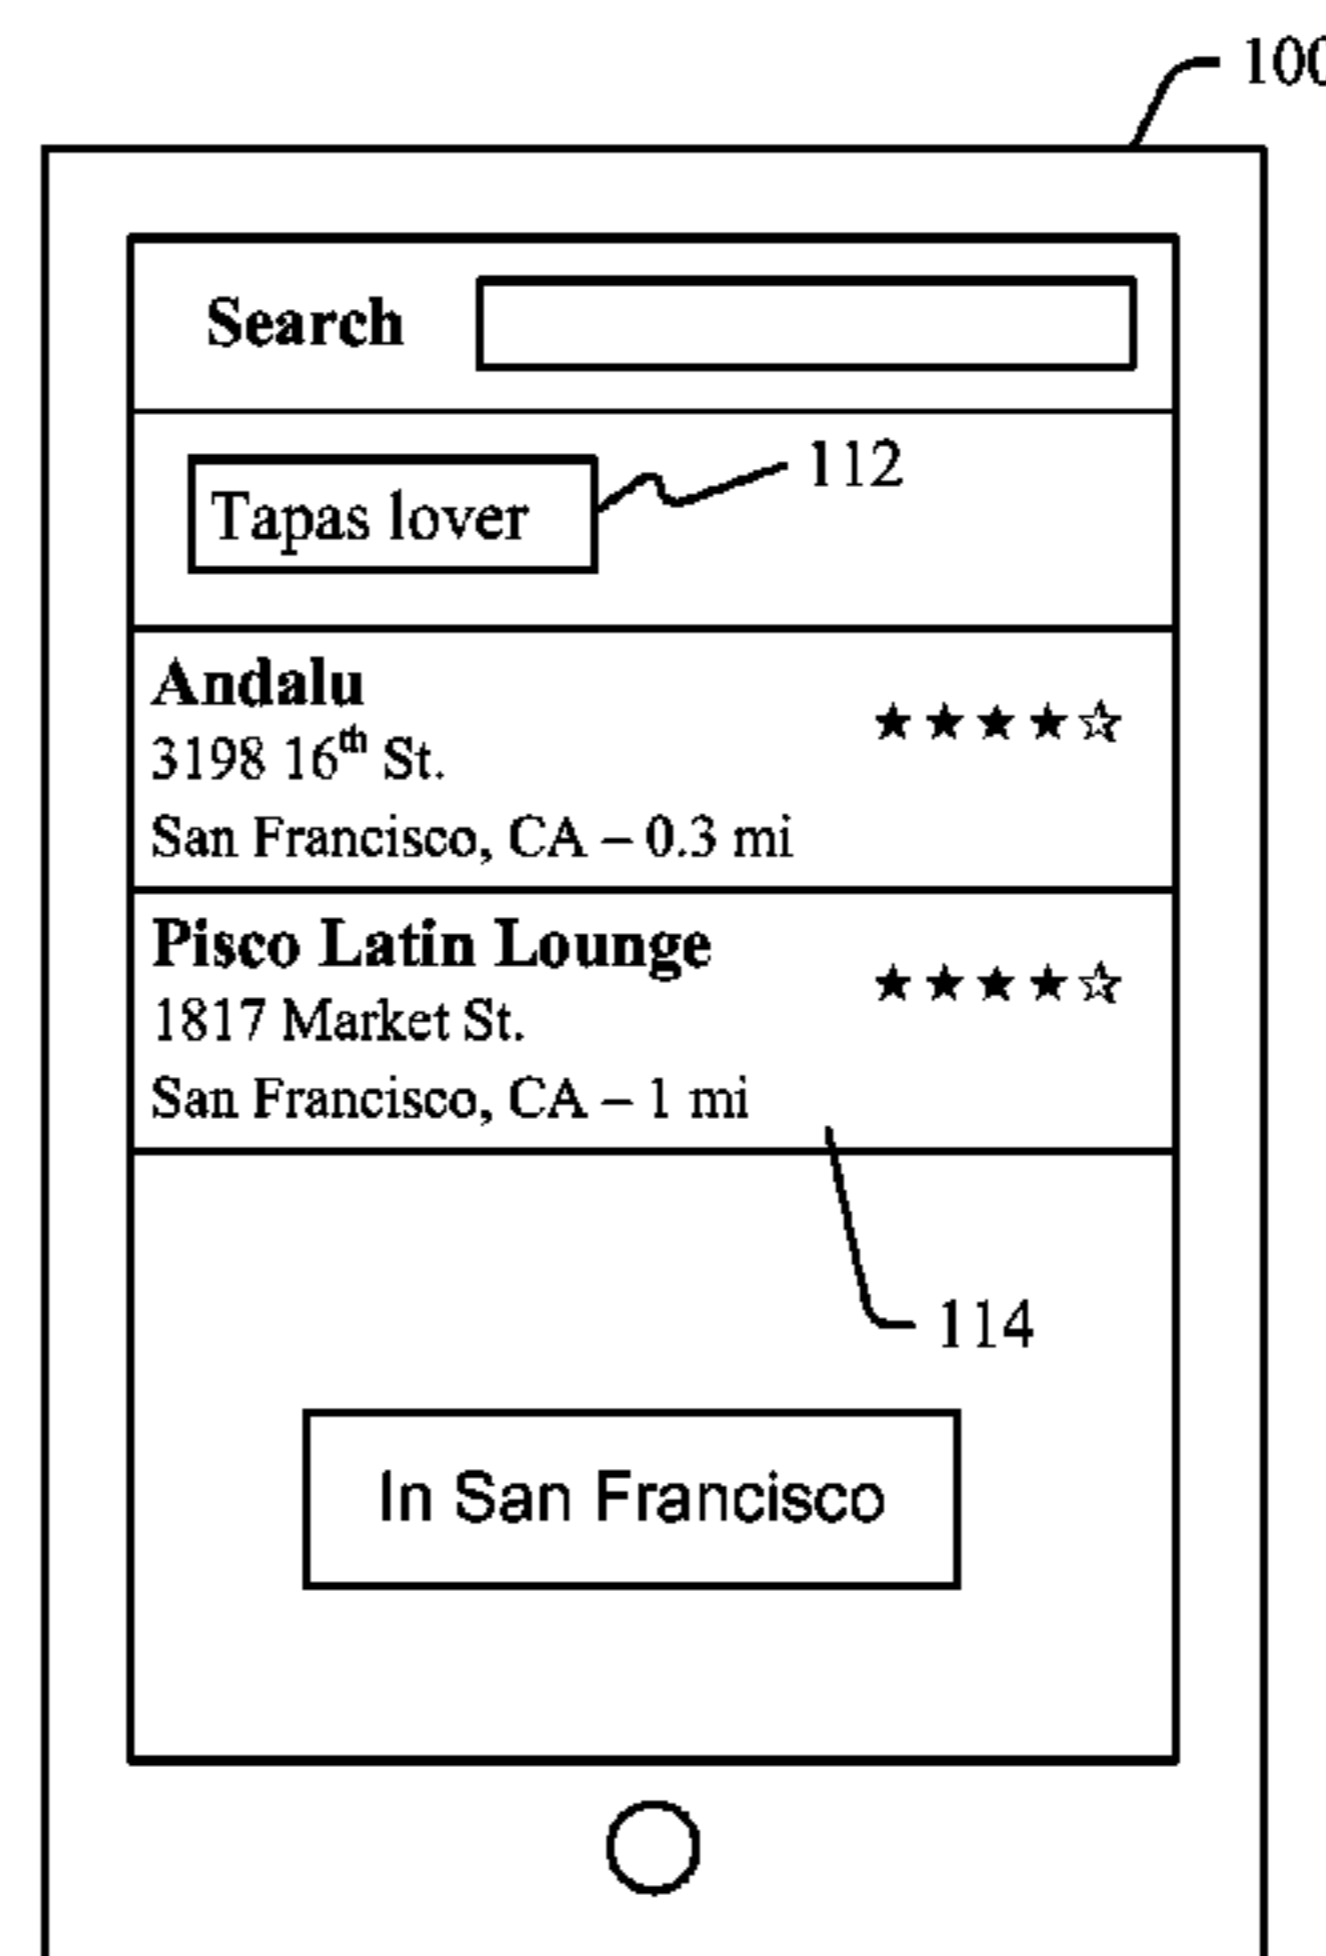 100
Search
Tapas lover
112
Andalu
★★★★☆
3198 16th St.
San Francisco, CA – 0.3 mi
Pisco Latin Lounge
★★★★☆
1817 Market St.
San Francisco, CA – 1 mi
114
In San Francisco